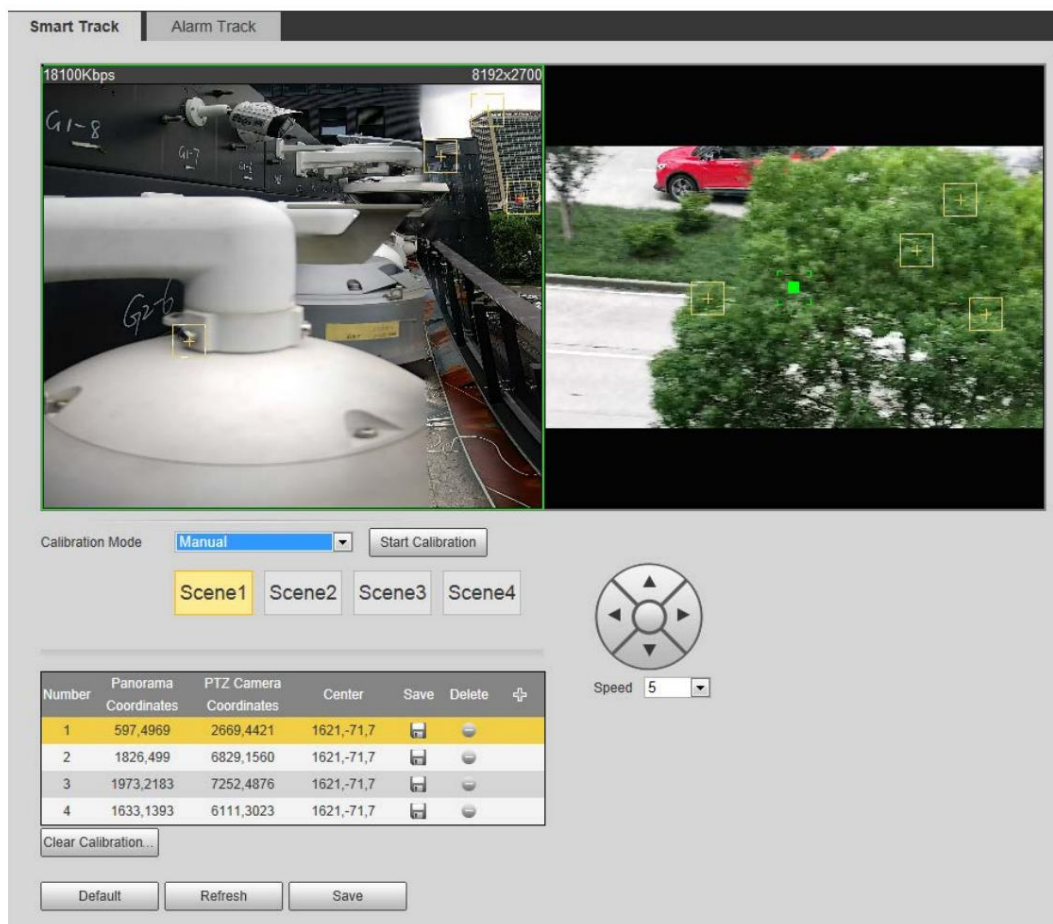 Smart Track Alarm Track
18100Kbps 8192x2700
G1-8
G1-7
G2-6
Calibration Mode Manual Start Calibration
Scene1 Scene2 Scene3 Scene4
Speed 5
Number Panorama Coordinates PTZ Camera Coordinates Center Save Delete
1 597,4969 2669,4421 1621,-71,7
2 1826,499 6829,1560 1621,-71,7
3 1973,2183 7252,4876 1621,-71,7
4 1633,1393 6111,3023 1621,-71,7
Clear Calibration...
Default Refresh Save